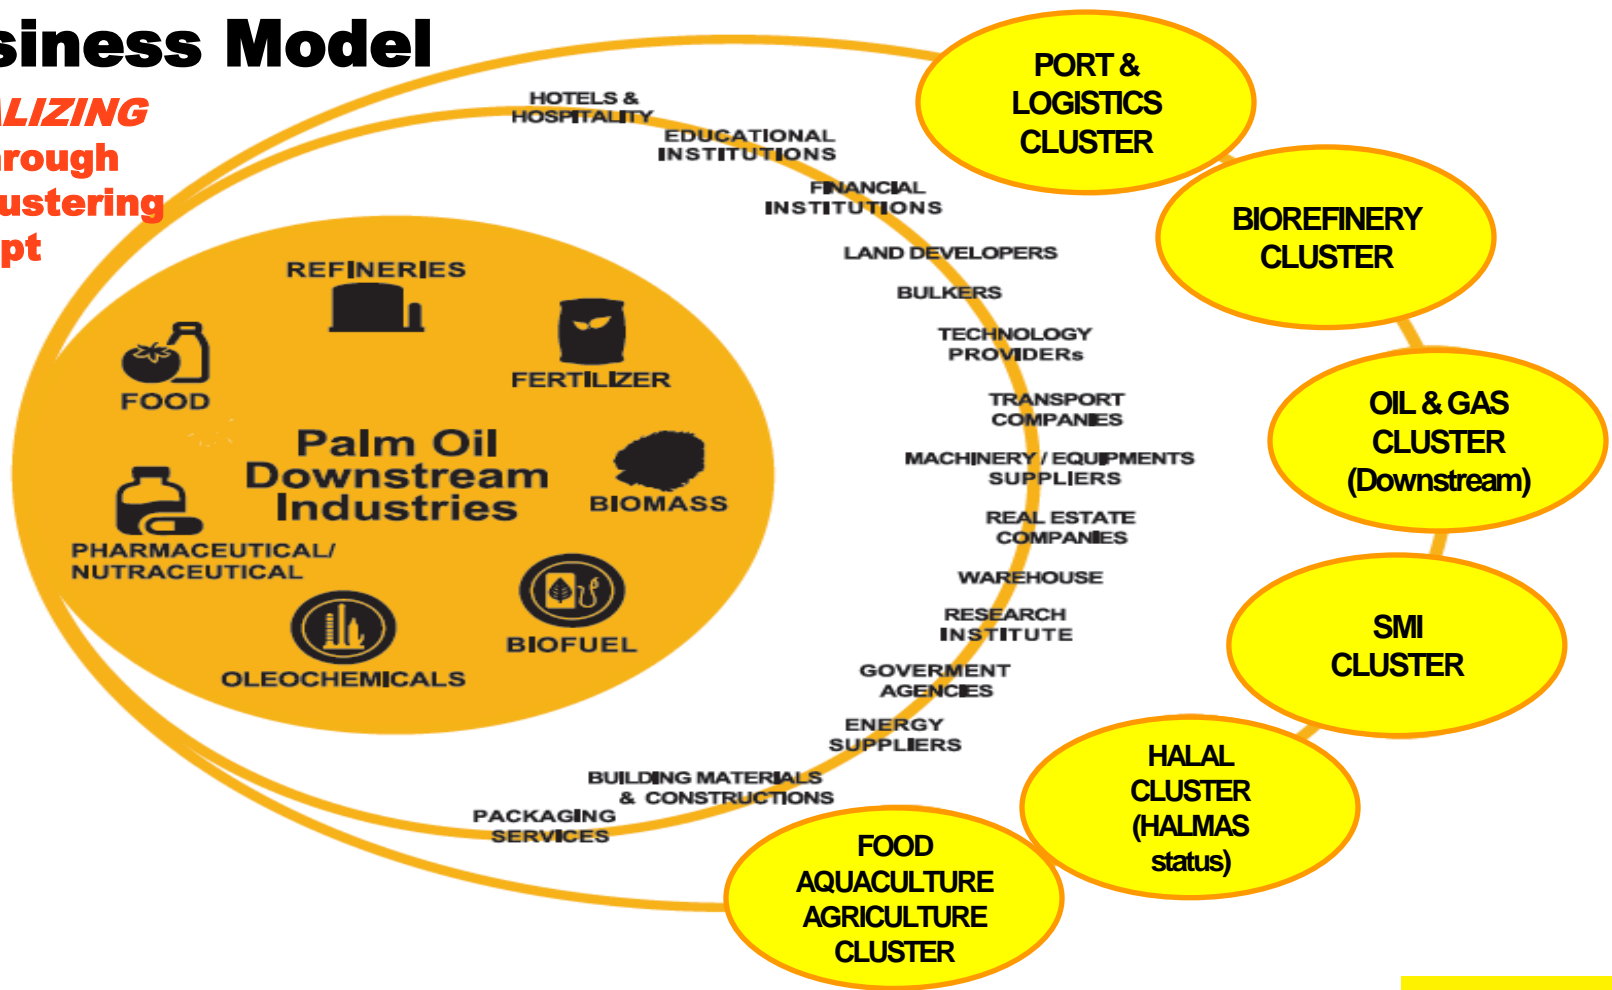 siness Model
ALIZING
rough
ustering
pt
HOTELS &
HOSPITALITY
EDUCATIONAL
INSTITUTIONS
FINANCIAL
INSTITUTIONS
LAND DEVELOPERS
BULKERS
TECHNOLOGY
PROVIDERs
TRANSPORT
COMPANIES
MACHINERY / EQUIPMENTS
SUPPLIERS
REAL ESTATE
COMPANIES
WAREHOUSE
RESEARCH
INSTITUTE
GOVERMENT
AGENCIES
ENERGY
SUPPLIERS
BUILDING MATERIALS
& CONSTRUCTIONS
PACKAGING
SERVICES
REFINERIES
FOOD
FERTILIZER
Palm Oil
Downstream
Industries
BIOMASS
PHARMACEUTICAL/
NUTRACEUTICAL
BIOFUEL
OLEOCHEMICALS
PORT &
LOGISTICS
CLUSTER
BIOREFINERY
CLUSTER
OIL & GAS
CLUSTER
(Downstream)
SMI
CLUSTER
HALAL
CLUSTER
(HALMAS
status)
FOOD
AQUACULTURE
AGRICULTURE
CLUSTER